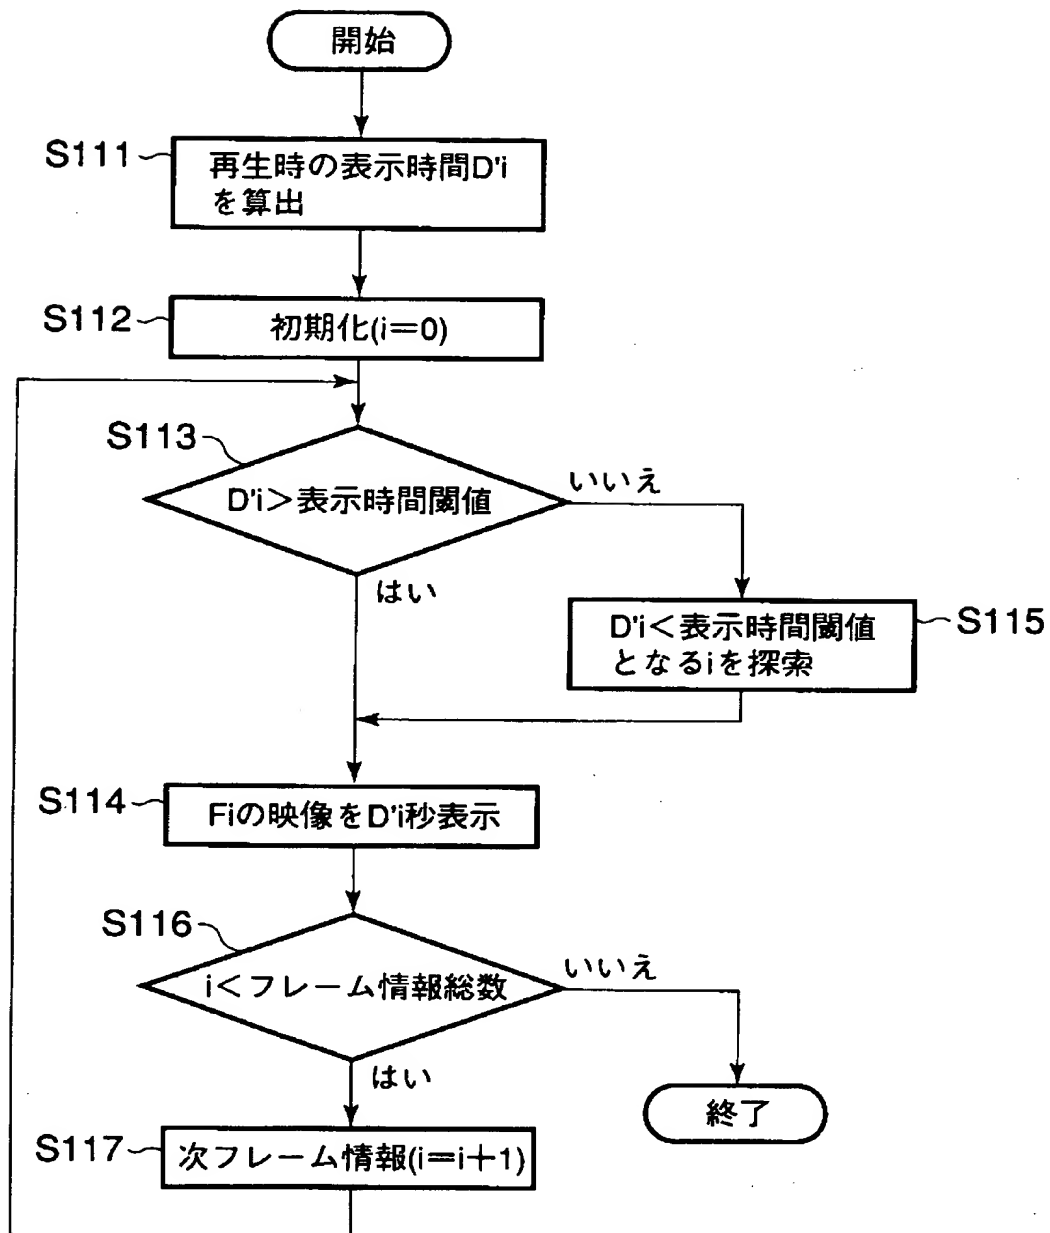 開始
S111
再生時の表示時間D'i
を算出
S112
初期化(i=0)
S113
D'i>表示時間閾値
いいえ
はい
D'i<表示時間閾値
となるiを探索
S115
S114
Fiの映像をD'i秒表示
S116
i<フレーム情報総数
いいえ
はい
終了
S117
次フレーム情報(i=i+1)